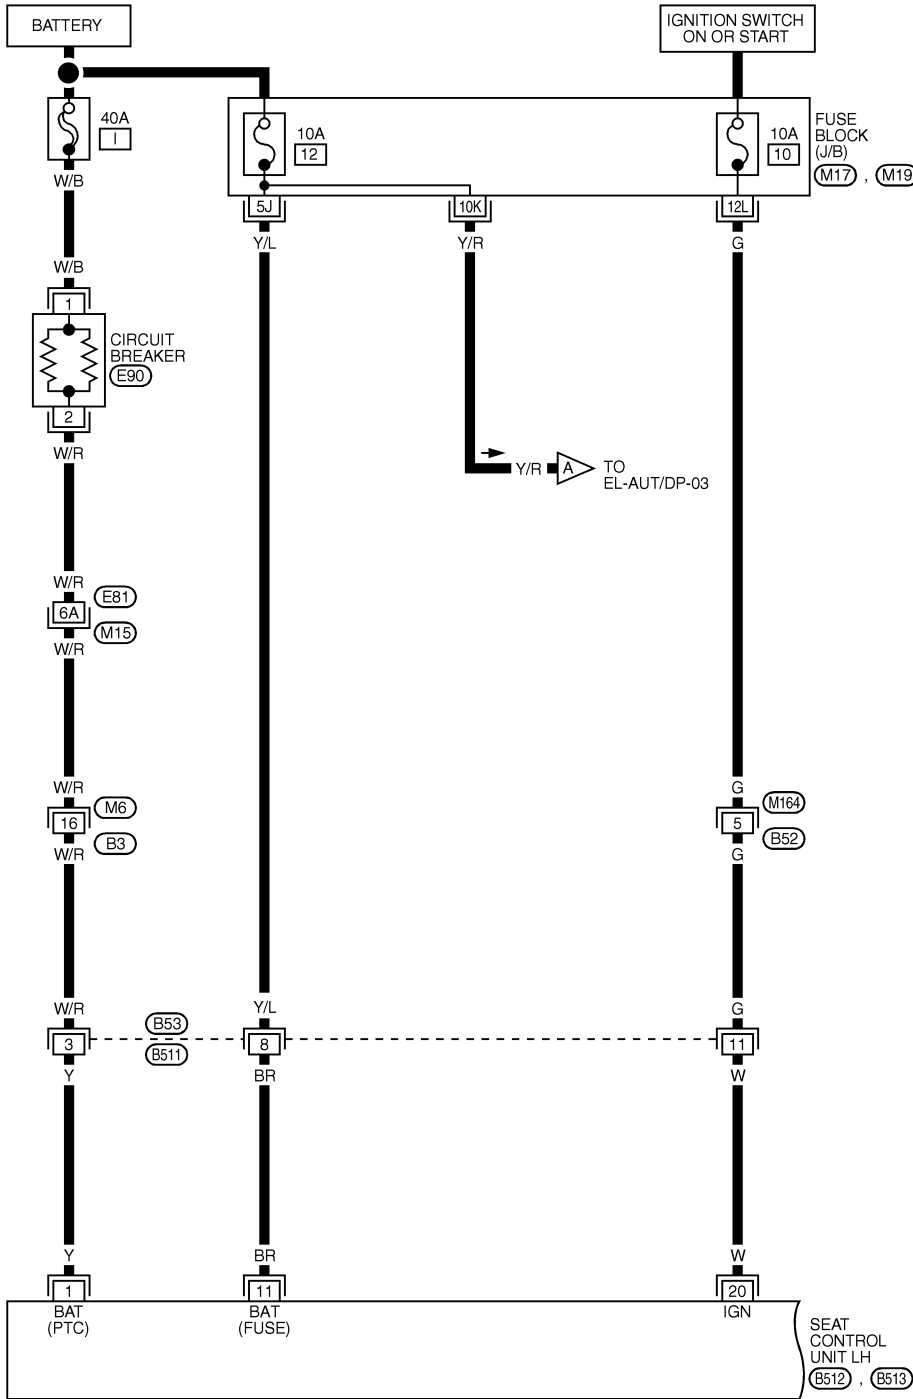 BATTERY
IGNITION SWITCH
ON OR START
40A
I
10A
12
10A
10
FUSE
BLOCK
(J/B)
M17 , M19
W/B
5J
10K
12L
Y/L
Y/R
G
W/B
1
CIRCUIT
BREAKER
E90
2
W/R
Y/R
A
TO
EL-AUT/DP-03
W/R
E81
6A
M15
W/R
W/R
G
M6
M164
16
5
B3
B52
W/R
G
W/R
Y/L
G
B53
3
8
11
B511
Y
BR
W
Y
BR
W
1
11
20
BAT
(PTC)
BAT
(FUSE)
IGN
SEAT
CONTROL
UNIT LH
B512 , B513